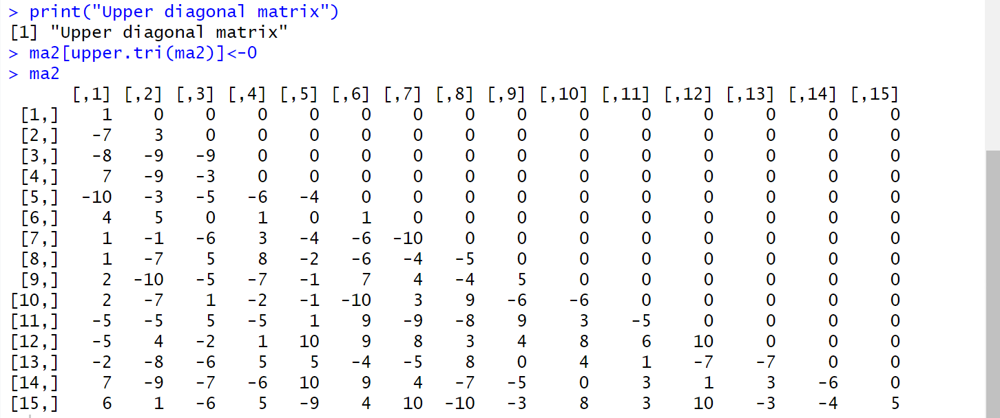 > print("Upper diagonal matrix")
[1] "Upper diagonal matrix"
> ma2[upper.tri(ma2)]<-0
> ma2
[,1] [,2] [,3] [,4] [,5] [,6] [,7] [,8] [,9] [,10] [,11] [,12] [,13] [,14] [,15]
[1,] 1 0 0 0 0 0 0 0 0 0 0 0 0 0 0
[2,] -7 3 0 0 0 0 0 0 0 0 0 0 0 0 0
[3,] -8 -9 -9 0 0 0 0 0 0 0 0 0 0 0 0
[4,] 7 -9 -3 0 0 0 0 0 0 0 0 0 0 0 0
[5,] -10 -3 -5 -6 -4 0 0 0 0 0 0 0 0 0 0
[6,] 4 5 0 1 0 1 0 0 0 0 0 0 0 0 0
[7,] 1 -1 -6 3 -4 -6 -10 0 0 0 0 0 0 0 0
[8,] 1 -7 5 8 -2 -6 -4 -5 0 0 0 0 0 0 0
[9,] 2 -10 -5 -7 -1 7 4 -4 5 0 0 0 0 0 0
[10,] 2 -7 1 -2 -1 -10 3 9 -6 -6 0 0 0 0 0
[11,] -5 -5 5 -5 1 9 -9 -8 9 3 -5 0 0 0 0
[12,] -5 4 -2 1 10 9 8 3 4 8 6 10 0 0 0
[13,] -2 -8 -6 5 5 -4 -5 8 0 4 1 -7 -7 0 0
[14,] 7 -9 -7 -6 10 9 4 -7 -5 0 3 1 3 -6 0
[15,] 6 1 -6 5 -9 4 10 -10 -3 8 3 10 -3 -4 5